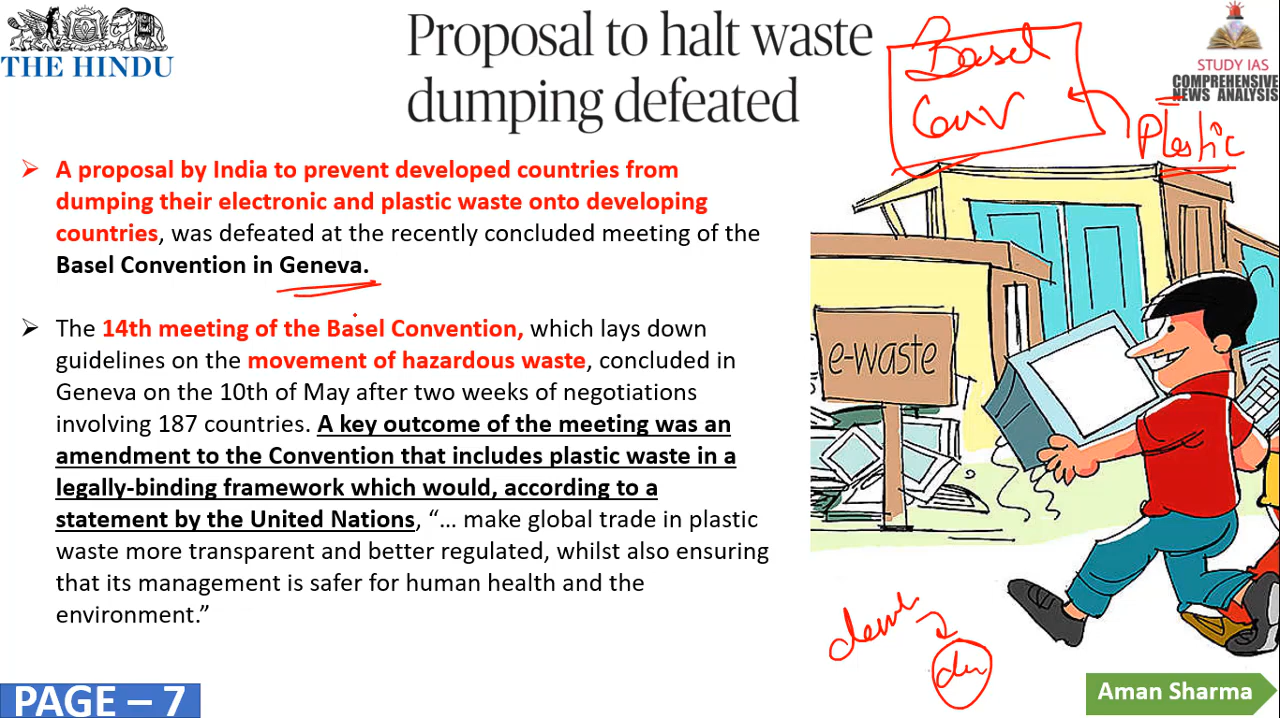 THE HINDU
Proposal to halt waste
dumping defeated
Basel
Conv
Plastic
STUDY IAS
COMPREHENSIVE
NEWS ANALYSIS
A proposal by India to prevent developed countries from
dumping their electronic and plastic waste onto developing
countries, was defeated at the recently concluded meeting of the
Basel Convention in Geneva.
The 14th meeting of the Basel Convention, which lays down
guidelines on the movement of hazardous waste, concluded in
Geneva on the 10th of May after two weeks of negotiations
involving 187 countries. A key outcome of the meeting was an
amendment to the Convention that includes plastic waste in a
legally-binding framework which would, according to a
statement by the United Nations, “... make global trade in plastic
waste more transparent and better regulated, whilst also ensuring
that its management is safer for human health and the
environment.”
e-waste
PAGE – 7
Aman Sharma